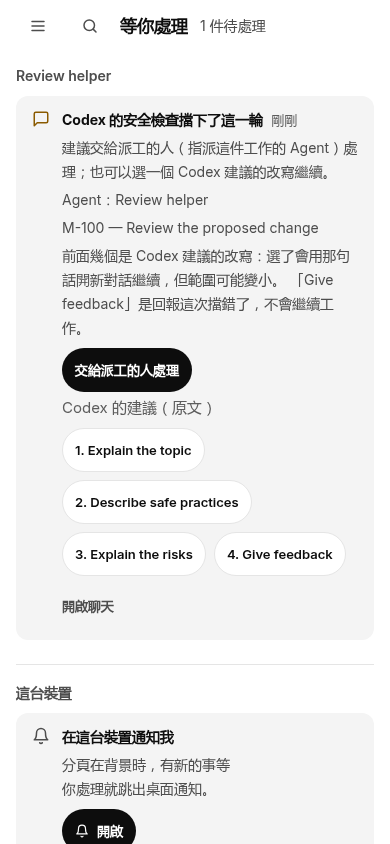 等你處理 1 件待處理
Review helper
Codex 的安全檢查擋下了這一輪 剛剛
建議交給派工的人（指派這件工作的 Agent）處
理；也可以選一個 Codex 建議的改寫繼續。
Agent：Review helper
M-100 — Review the proposed change
前面幾個是 Codex 建議的改寫：選了會用那句
話開新對話繼續，但範圍可能變小。「Give
feedback」是回報這次擋錯了，不會繼續工
作。
交給派工的人處理
Codex 的建議（原文）
1. Explain the topic
2. Describe safe practices
3. Explain the risks 4. Give feedback
開啟聊天
這台裝置
在這台裝置通知我
分頁在背景時，有新的事等
你處理就跳出桌面通知。
開啟